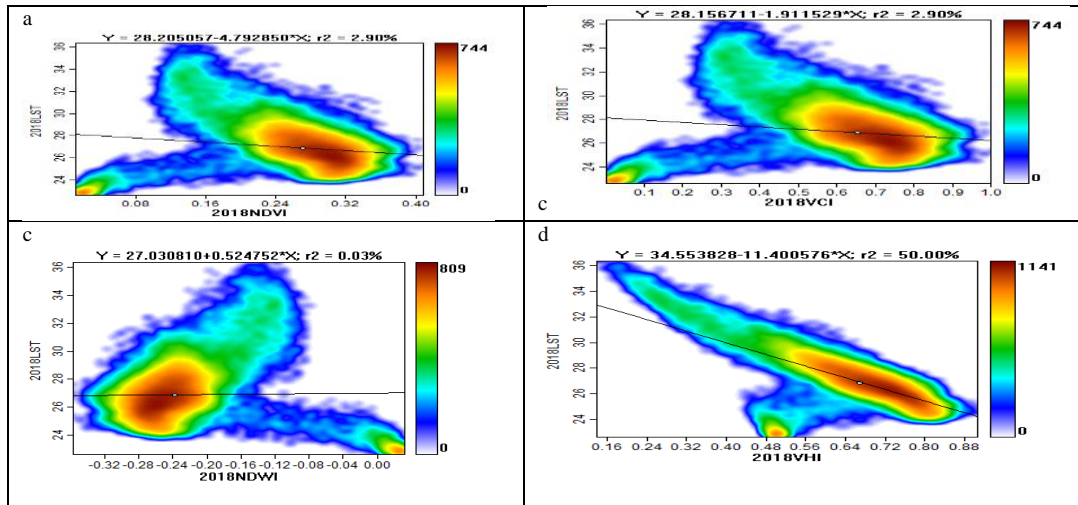 a
Y = 28.205057-4.792850*X; r2 = 2.90%
744
0
2018LST
24 26 28 30 32 34 36
0.08 0.16 0.24 0.32 0.40
2018NDVI
Y = 28.156711-1.911529*X; r2 = 2.90%
744
0
2018LST
24 26 28 30 32 34 36
0.1 0.2 0.3 0.4 0.5 0.6 0.7 0.8 0.9 1.0
2018VCI
c
c
Y = 27.030810+0.524752*X; r2 = 0.03%
809
0
2018LST
24 26 28 30 32 34 36
-0.32 -0.28 -0.24 -0.20 -0.16 -0.12 -0.08 -0.04 0.00
2018NDWI
d
Y = 34.553828-11.400576*X; r2 = 50.00%
1141
0
2018LST
24 26 28 30 32 34 36
0.16 0.24 0.32 0.40 0.48 0.56 0.64 0.72 0.80 0.88
2018VHI